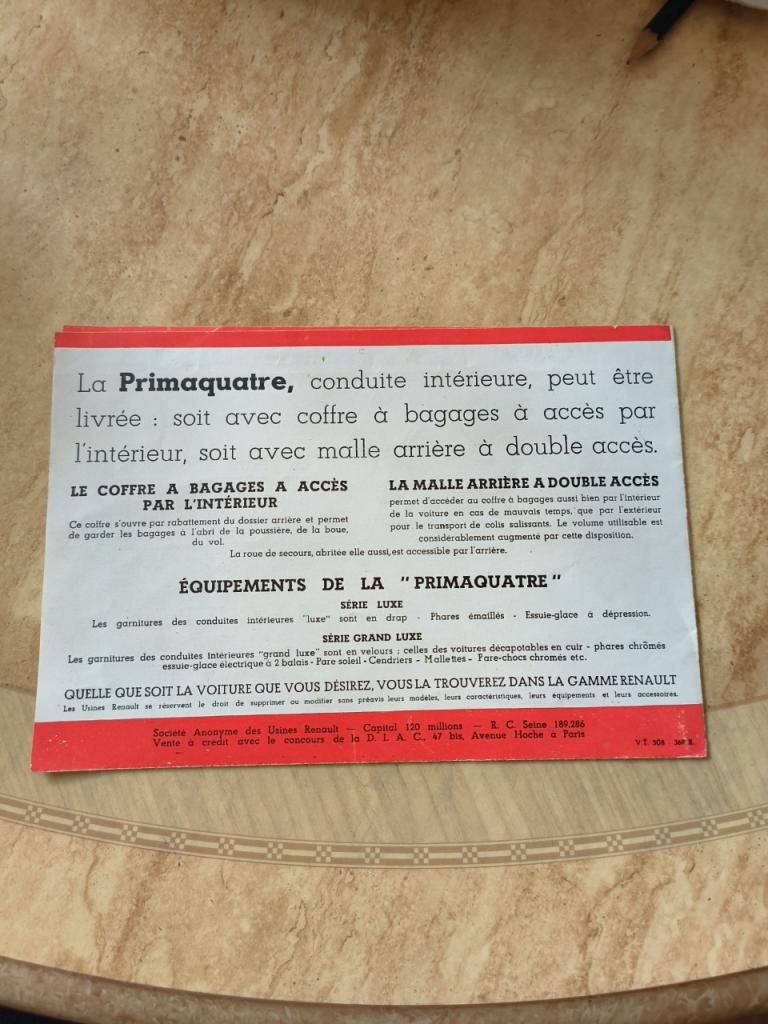 La Primaquatre, conduite intérieure, peut être
livrée : soit avec coffre à bagages à accès par
l'intérieur, soit avec malle arrière à double accès.
LE COFFRE A BAGAGES A ACCÈS
PAR L'INTÉRIEUR
Ce coffre s'ouvre par rabattement du dossier arrière et permet
de garder les bagages à l'abri de la poussière, de la boue,
du vol.
LA MALLE ARRIÈRE A DOUBLE ACCÈS
permet d'accéder au coffre à bagages aussi bien par l'intérieur
de la voiture en cas de mauvais temps, que par l'extérieur
pour le transport de colis salissants. Le volume utilisable est
considérablement augmenté par cette disposition.
La roue de secours, abritée elle aussi, est accessible par l'arrière.
ÉQUIPEMENTS DE LA "PRIMAQUATRE"
SÉRIE LUXE
Les garnitures des conduites intérieures "luxe" sont en drap - Phares émaillés - Essuie-glace à dépression.
SÉRIE GRAND LUXE
Les garnitures des conduites intérieures "grand luxe" sont en velours ; celles des voitures décapotables en cuir - phares chrômés
essuie-glace électrique à 2 balais - Pare soleil - Cendriers - Mallettes - Pare-chocs chromés etc.
QUELLE QUE SOIT LA VOITURE QUE VOUS DÉSIREZ, VOUS LA TROUVEREZ DANS LA GAMME RENAULT
Les Usines Renault se réservent le droit de supprimer ou modifier sans préavis leurs modèles, leurs caractéristiques, leurs équipements et leurs accessoires.
Société Anonyme des Usines Renault — Capital 120 millions — R. C. Seine 189.286
Vente à crédit avec le concours de la D. I. A. C., 47 bis, Avenue Hoche à Paris
V.T. 508 369 R.